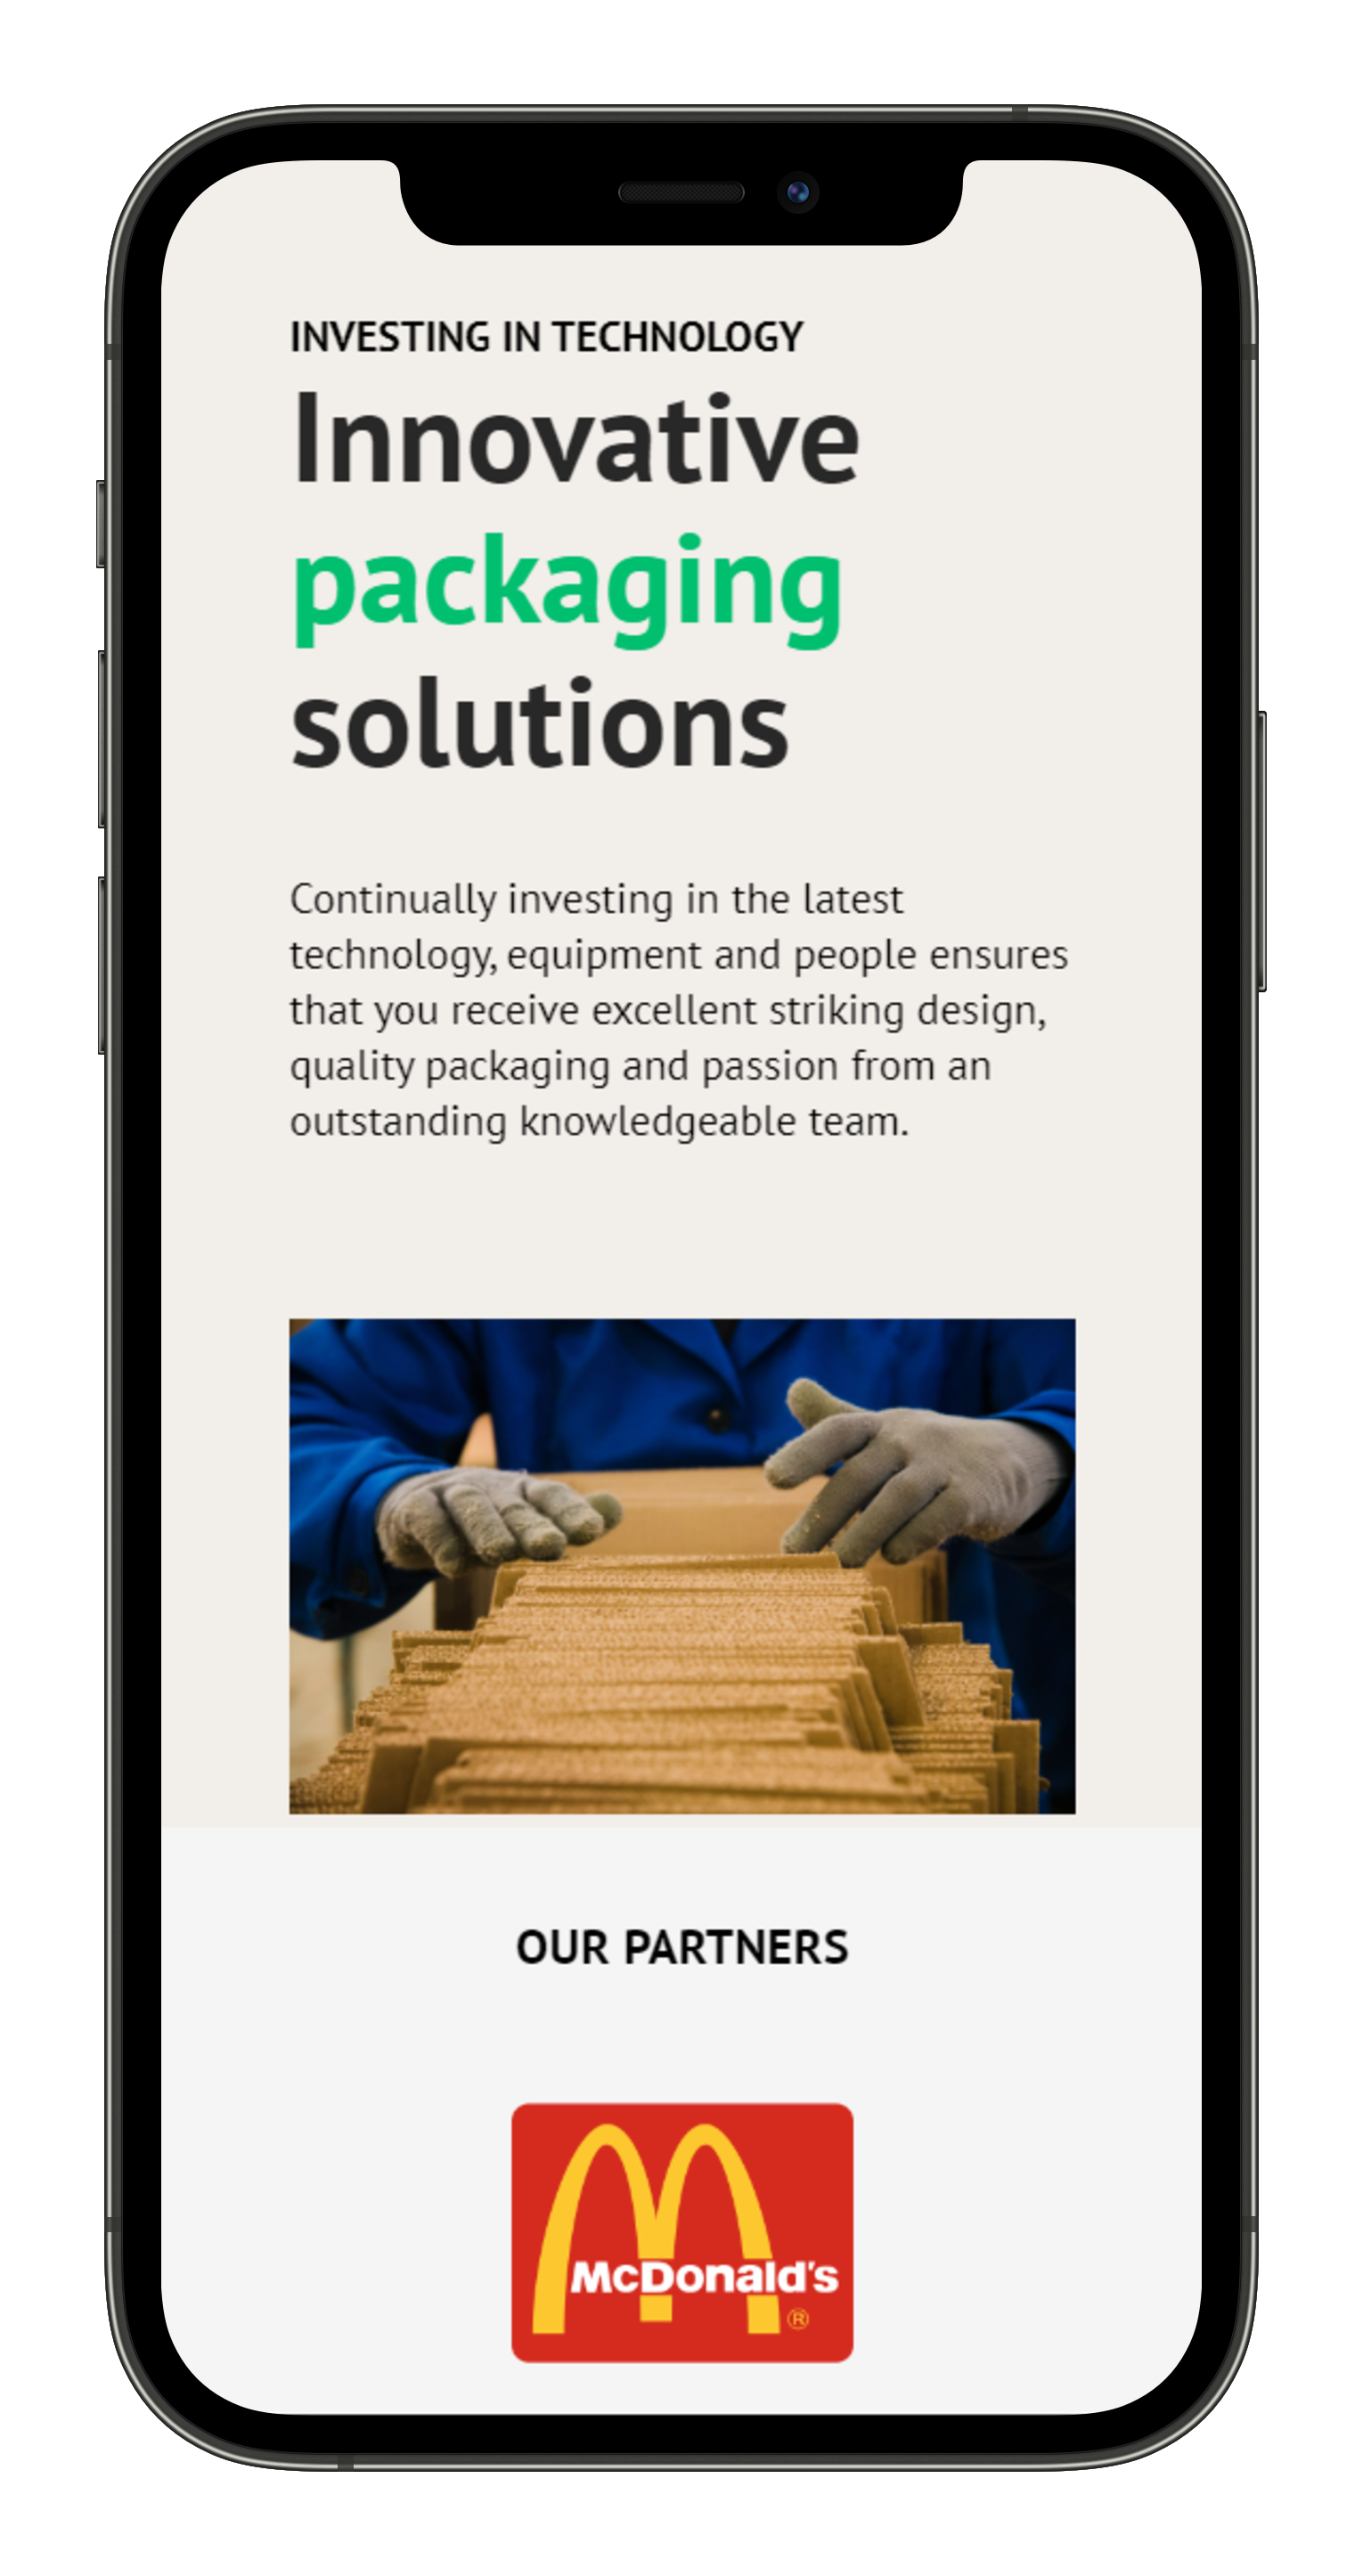 INVESTING IN TECHNOLOGY
Innovative
packaging
solutions
Continually investing in the latest
technology, equipment and people ensures
that you receive excellent striking design,
quality packaging and passion from an
outstanding knowledgeable team.
OUR PARTNERS
McDonald's
®